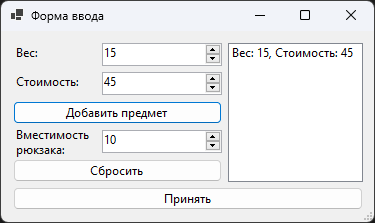 Форма ввода
Вес:
15
Стоимость:
45
Добавить предмет
Вместимость
рюкзака:
10
Сбросить
Вес: 15, Стоимость: 45
Принять